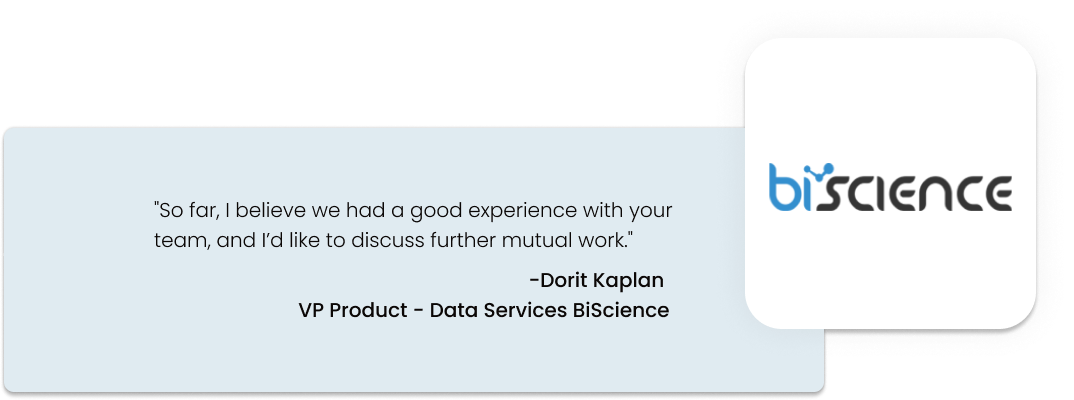 "So far, I believe we had a good experience with your
team, and I’d like to discuss further mutual work."
-Dorit Kaplan
VP Product - Data Services BiScience
biSCIENCE